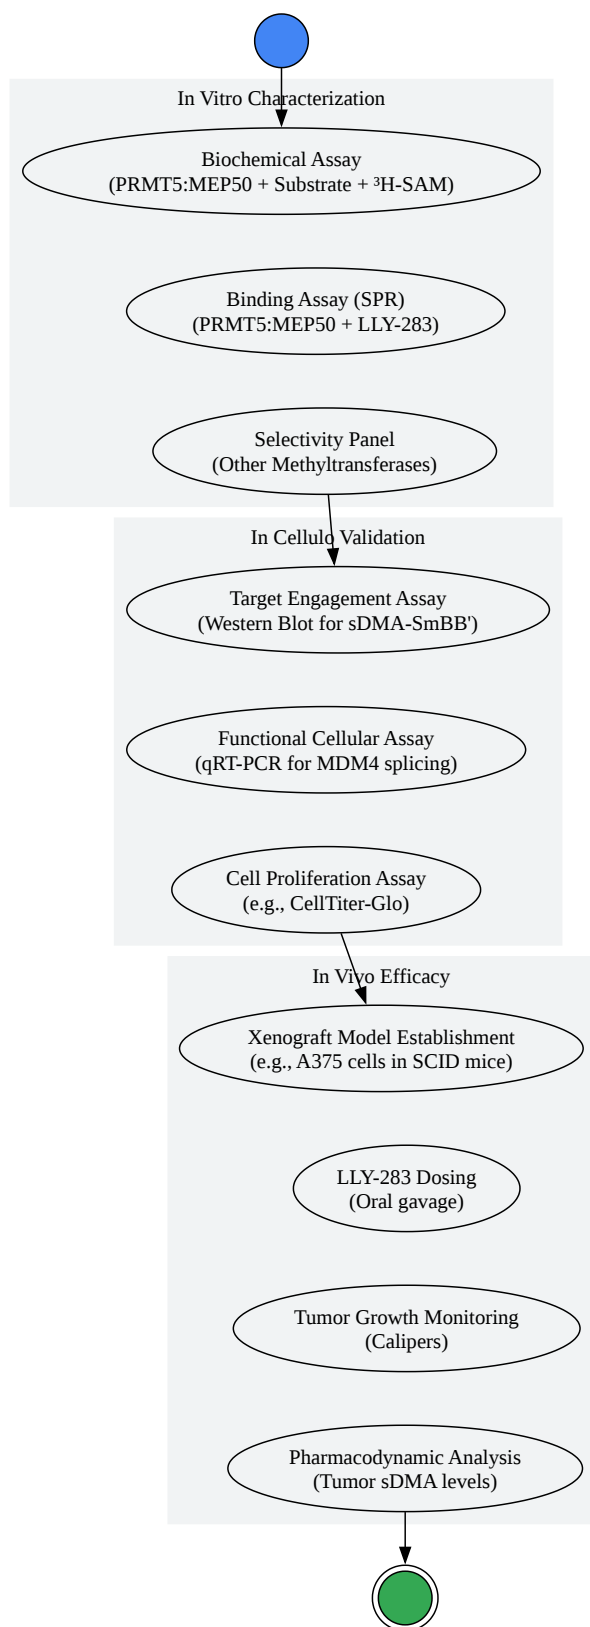 In Vitro Characterization
Biochemical Assay
(PRMT5:MEP50 + Substrate + ³H-SAM)
Binding Assay (SPR)
(PRMT5:MEP50 + LLY-283)
Selectivity Panel
(Other Methyltransferases)
In Cellulo Validation
Target Engagement Assay
(Western Blot for sDMA-SmBB')
Functional Cellular Assay
(qRT-PCR for MDM4 splicing)
Cell Proliferation Assay
(e.g., CellTiter-Glo)
In Vivo Efficacy
Xenograft Model Establishment
(e.g., A375 cells in SCID mice)
LLY-283 Dosing
(Oral gavage)
Tumor Growth Monitoring
(Calipers)
Pharmacodynamic Analysis
(Tumor sDMA levels)